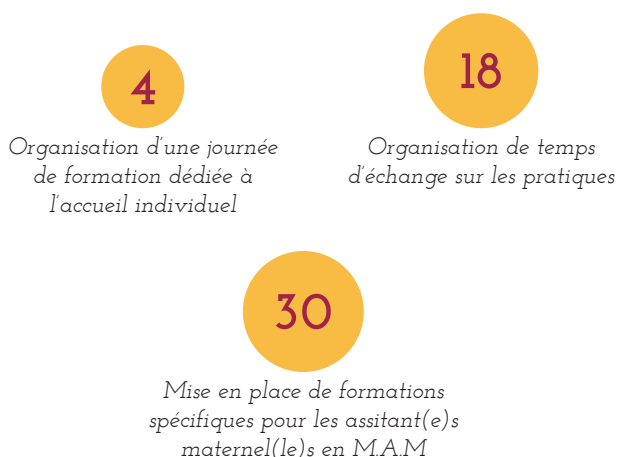 4
Organisation d'une journée
de formation dédiée à
l'accueil individuel
18
Organisation de temps
d'échange sur les pratiques
30
Mise en place de formations
spécifiques pour les assitant(e)s
maternel(le)s en M.A.M